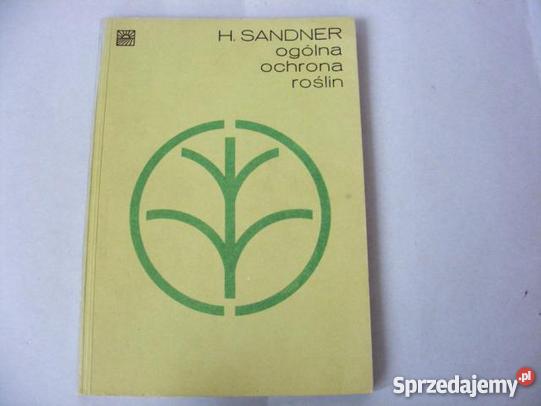 H. SANDNER
ogólna
ochrona
roślin
Sprzedajemy.pl